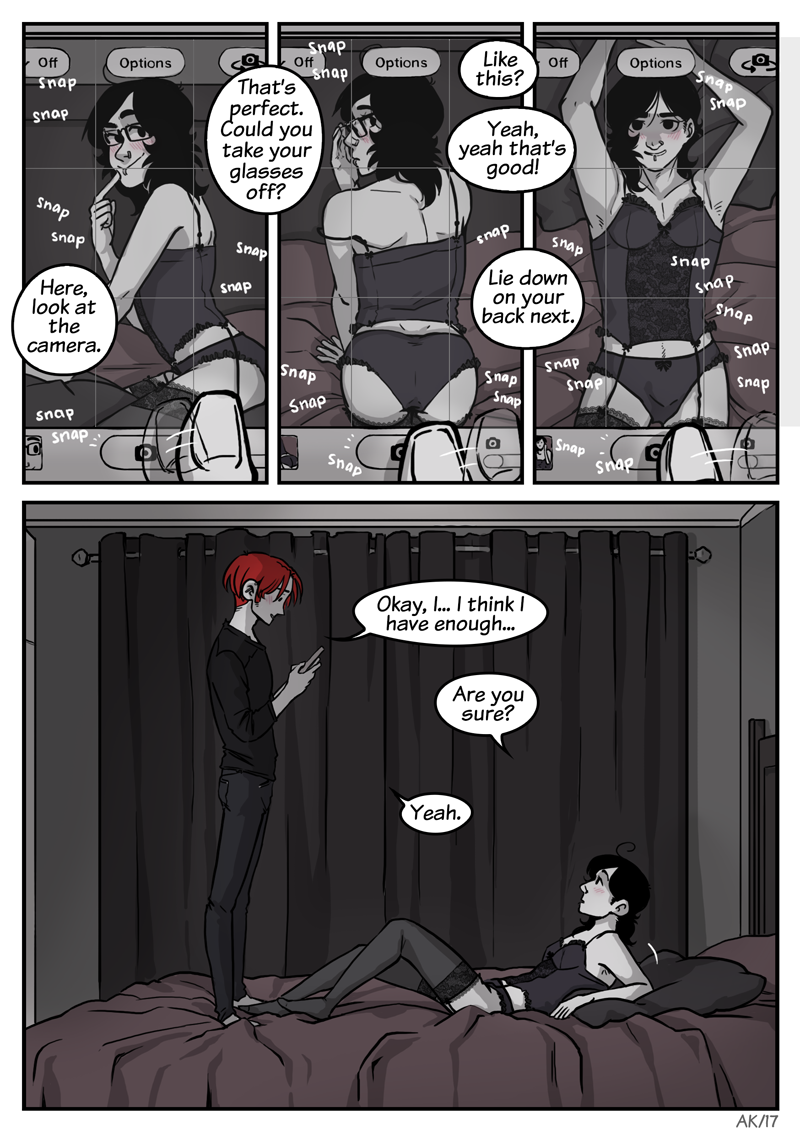 Off
Options
snap
snap
That's
perfect.
Could you
take your
glasses
off?
snap
snap
snap
snap
Here,
look at
the
camera.
snap
snap
snap
snap
Options
Like
this?
Yeah,
yeah that's
good!
snap
Lie down
on your
back next.
snap
snap
snap
snap
snap
Off
Options
snap
snap
snap
snap
snap
snap
snap
snap
snap
snap
snap
snap
Okay, I... I think I
have enough...
Are you
sure?
Yeah.
AK/17